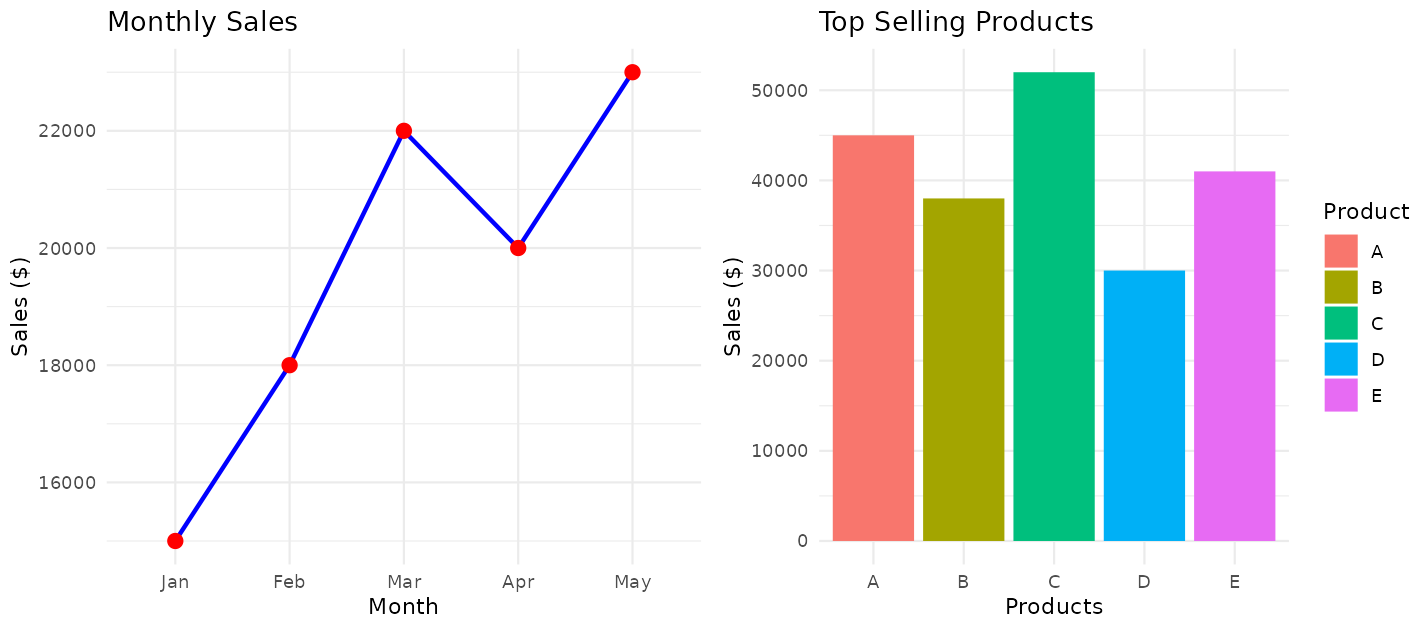 Monthly Sales
Sales ($)
22000
20000
18000
16000
Jan Feb Mar Apr May
Month
Top Selling Products
Sales ($)
50000
40000
30000
20000
10000
0
A B C D E
Products
Product
A
B
C
D
E